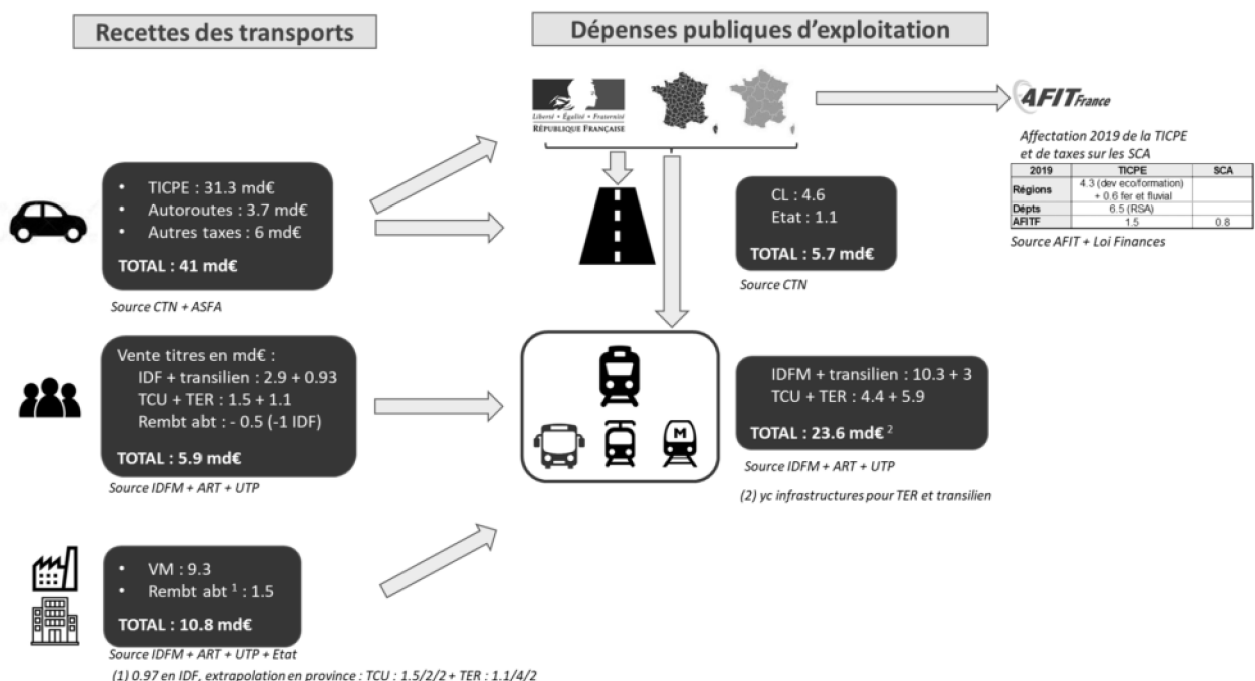 Recettes des transports
Dépenses publiques d'exploitation
Liberté • Égalité • Fraternité
RÉPUBLIQUE FRANÇAISE
AFIT France
Affectation 2019 de la TICPE
et de taxes sur les SCA
2019 TICPE SCA
Régions 4.3 (dev eco/formation)
+ 0.6 fer et fluvial
Dépts 6.5 (RSA)
AFITF 1.5 0.8
Source AFIT + Loi Finances
• TICPE : 31.3 md€
• Autoroutes : 3.7 md€
• Autres taxes : 6 md€
TOTAL : 41 md€
Source CTN + ASFA
CL : 4.6
Etat : 1.1
TOTAL : 5.7 md€
Source CTN
Vente titres en md€ :
IDF + transilien : 2.9 + 0.93
TCU + TER : 1.5 + 1.1
Rembt abt : - 0.5 (-1 IDF)
TOTAL : 5.9 md€
Source IDFM + ART + UTP
M
IDFM + transilien : 10.3 + 3
TCU + TER : 4.4 + 5.9
TOTAL : 23.6 md€ 2
Source IDFM + ART + UTP
(2) yc infrastructures pour TER et transilien
• VM : 9.3
• Rembt abt 1 : 1.5
TOTAL : 10.8 md€
Source IDFM + ART + UTP + Etat
(1) 0.97 en IDF, extrapolation en province : TCU : 1.5/2/2 + TER : 1.1/4/2